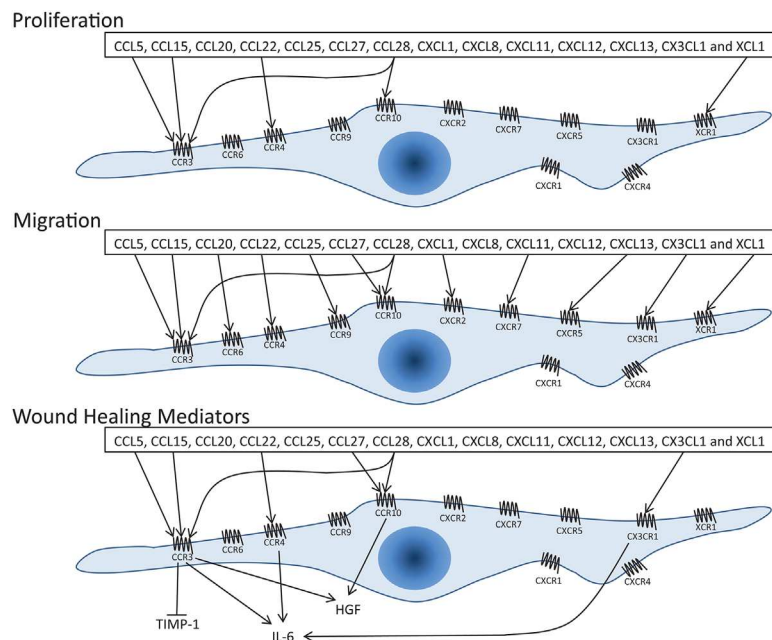 Proliferation
CCL5, CCL15, CCL20, CCL22, CCL25, CCL27, CCL28, CXCL1, CXCL8, CXCL11, CXCL12, CXCL13, CX3CL1 and XCL1
CCR3
CCR6
CCR4
CCR9
CCR10
CXCR2
CXCR7
CXCR5
CX3CR1
XCR1
CXCR1
CXCR4
Migration
CCL5, CCL15, CCL20, CCL22, CCL25, CCL27, CCL28, CXCL1, CXCL8, CXCL11, CXCL12, CXCL13, CX3CL1 and XCL1
CCR3
CCR6
CCR4
CCR9
CCR10
CXCR2
CXCR7
CXCR5
CX3CR1
XCR1
CXCR1
CXCR4
Wound Healing Mediators
CCL5, CCL15, CCL20, CCL22, CCL25, CCL27, CCL28, CXCL1, CXCL8, CXCL11, CXCL12, CXCL13, CX3CL1 and XCL1
CCR3
CCR6
CCR4
CCR9
CCR10
CXCR2
CXCR7
CXCR5
CX3CR1
XCR1
CXCR1
CXCR4
TIMP-1
HGF
IL-6